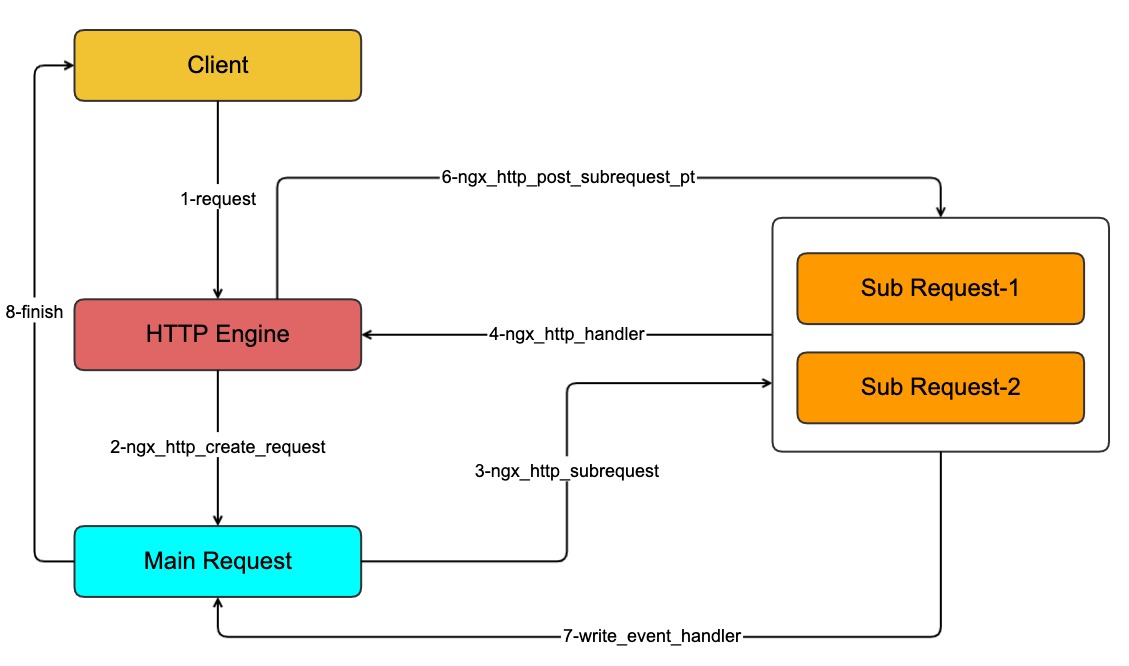 Client
6-ngx_http_post_subrequest_pt
1-request
Sub Request-1
8-finish
HTTP Engine
4-ngx_http_handler
Sub Request-2
2-ngx_http_create_request
3-ngx_http_subrequest
Main Request
7-write_event_handler